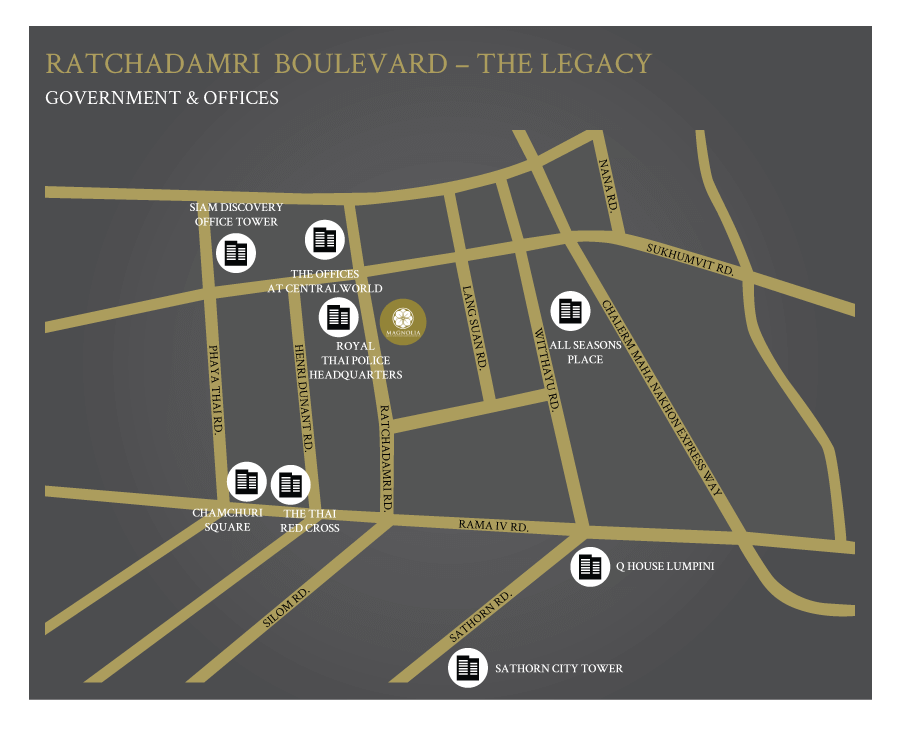 RATCHADAMRI BOULEVARD – THE LEGACY
GOVERNMENT & OFFICES
NANA RD.
SIAM DISCOVERY
OFFICE TOWER
SUKHUMVIT RD.
THE OFFICES
AT CENTRALWORLD
MAGNOLIA
LANG SUAN RD.
CHALERM MAHA NAKHON EXPRESS WAY
WITTHAYU RD.
ALL SEASONS
PLACE
ROYAL
THAI POLICE
HEADQUARTERS
PHAYA THAI RD.
HENRI DUNANT RD.
RATCHADAMRI RD.
CHAMCHURI
SQUARE
THE THAI
RED CROSS
RAMA IV RD.
Q HOUSE LUMPINI
SILOM RD.
SATHORN RD.
SATHORN CITY TOWER